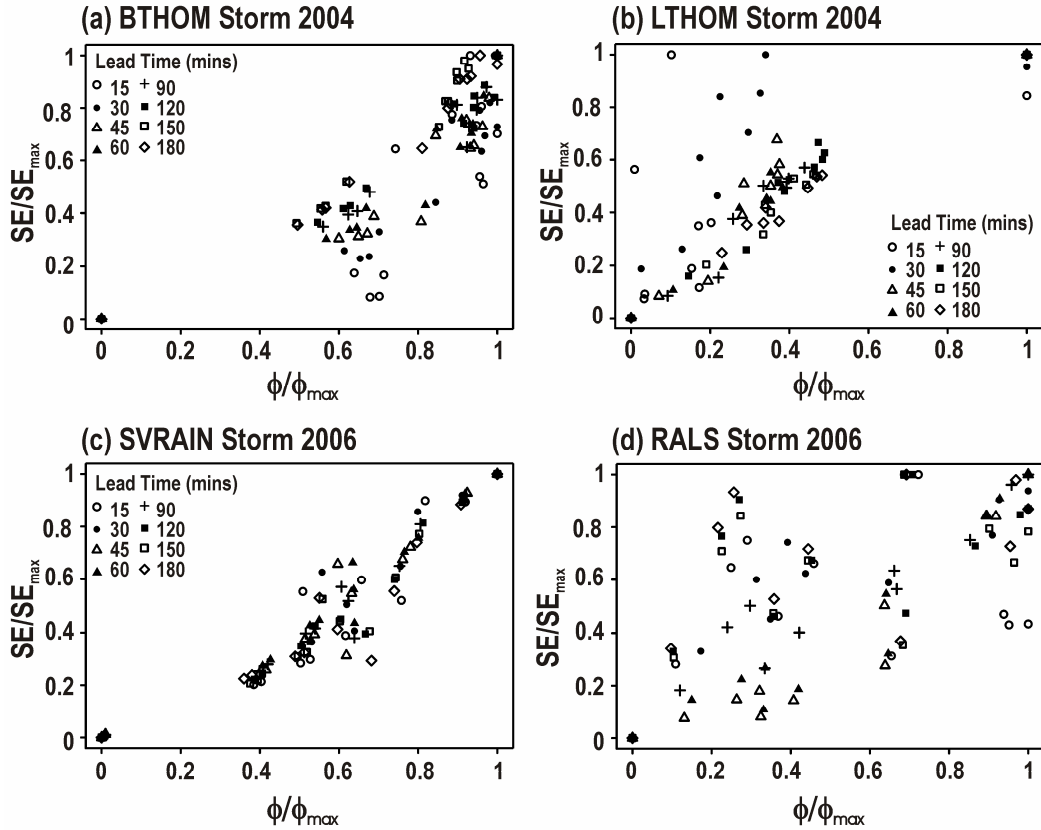 (a) BTHOM Storm 2004
Lead Time (mins)
15 90
30 120
45 150
60 180
1
0.8
0.6
0.4
0.2
0
SE/SEmax
0 0.2 0.4 0.6 0.8 1
ϕ/ϕmax
(b) LTHOM Storm 2004
1
0.8
0.6
0.4
0.2
0
SE/SEmax
Lead Time (mins)
15 90
30 120
45 150
60 180
0 0.2 0.4 0.6 0.8 1
ϕ/ϕmax
(c) SVRAIN Storm 2006
Lead Time (mins)
15 90
30 120
45 150
60 180
1
0.8
0.6
0.4
0.2
0
SE/SEmax
0 0.2 0.4 0.6 0.8 1
ϕ/ϕmax
(d) RALS Storm 2006
1
0.8
0.6
0.4
0.2
0
SE/SEmax
0 0.2 0.4 0.6 0.8 1
ϕ/ϕmax